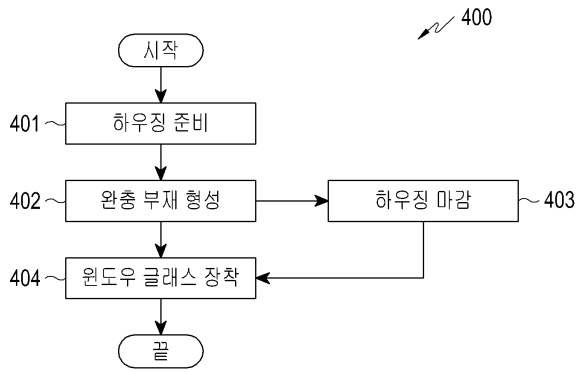 400
시작
401
하우징 준비
402
완충 부재 형성
하우징 마감
403
404
윈도우 글래스 장착
끝